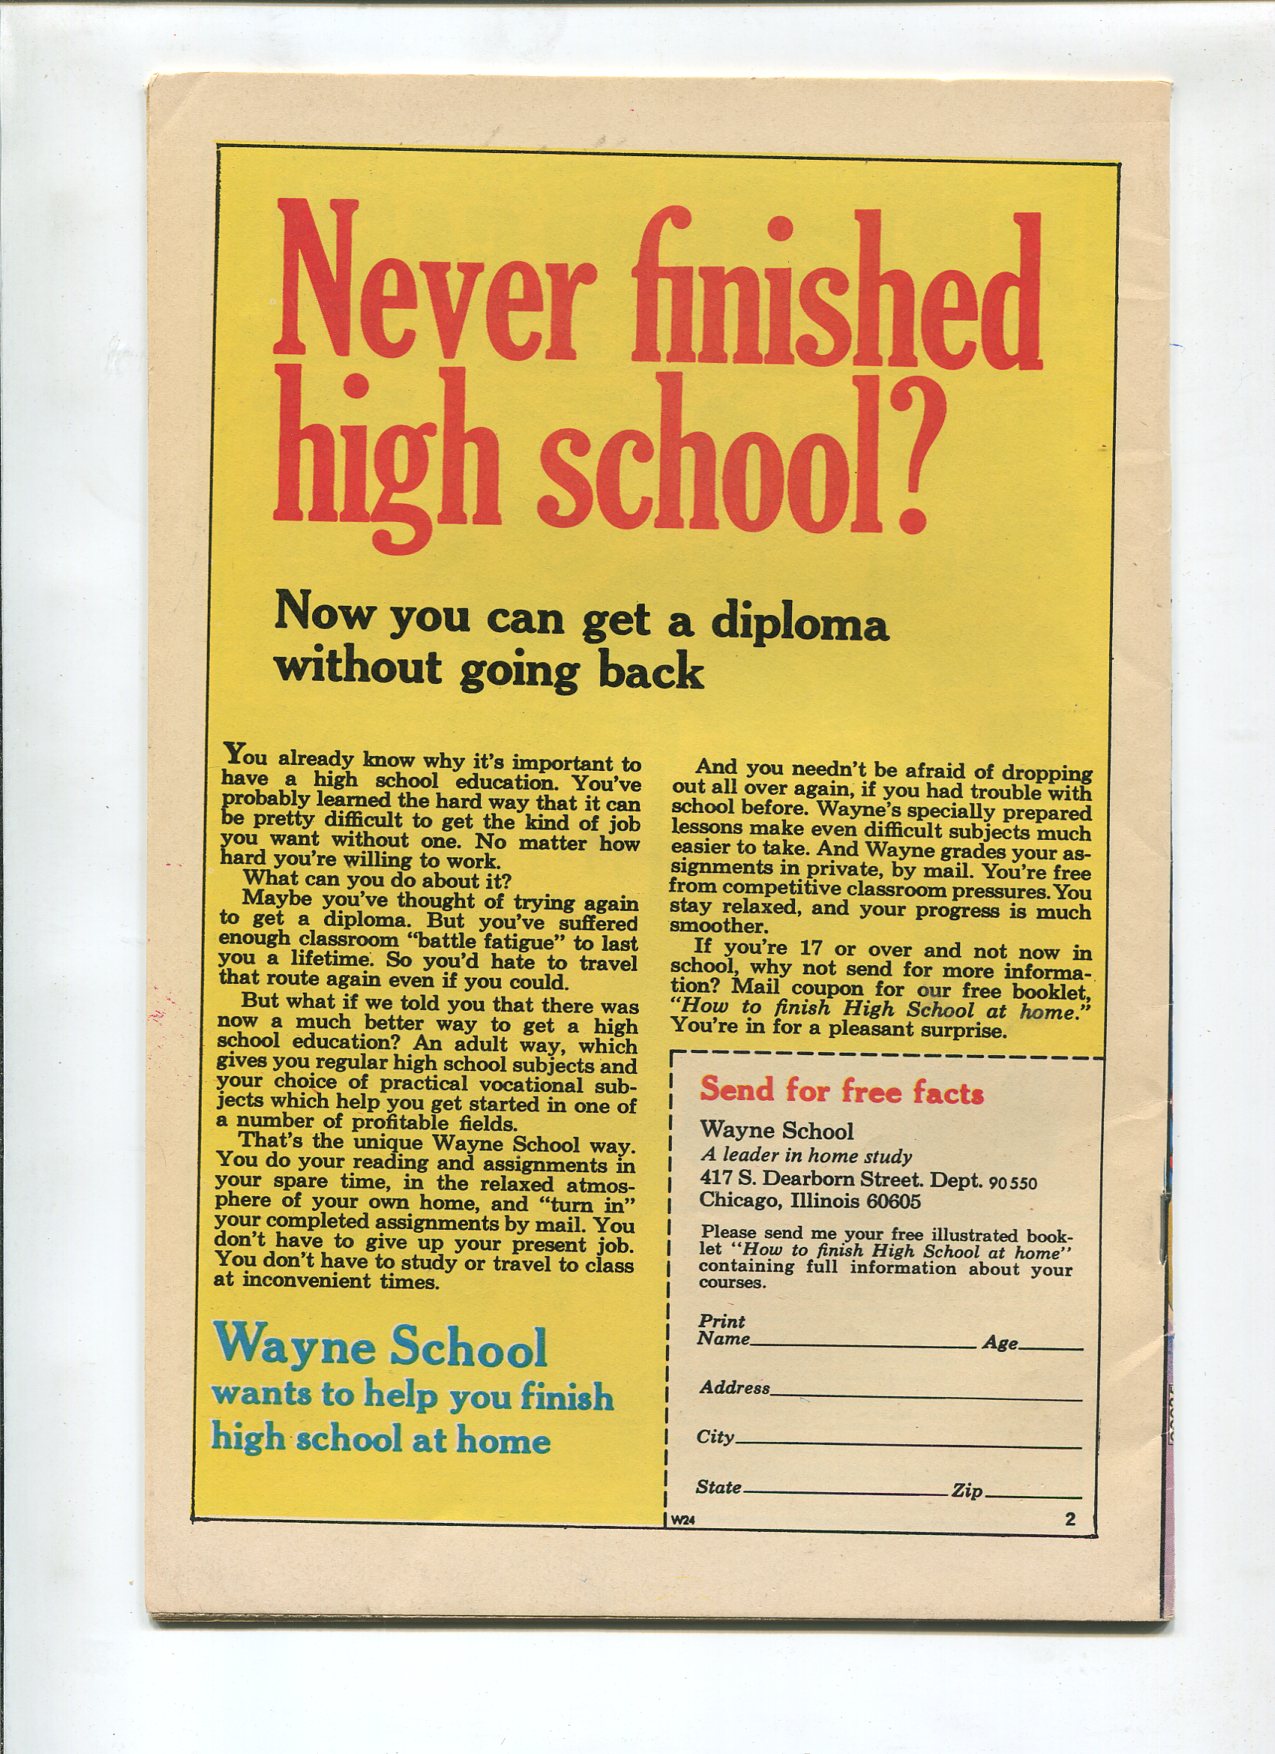 Never finished
high school?
Now you can get a diploma
without going back
You already know why it's important to
have a high school education. You've
probably learned the hard way that it can
be pretty difficult to get the kind of job
you want without one. No matter how
hard you're willing to work.
What can you do about it?
Maybe you've thought of trying again
to get a diploma. But you've suffered
enough classroom "battle fatigue" to last
you a lifetime. So you'd hate to travel
that route again even if you could.
But what if we told you that there was
now a much better way to get a high
school education? An adult way, which
gives you regular high school subjects and
your choice of practical vocational sub-
jects which help you get started in one of
a number of profitable fields.
That's the unique Wayne School way.
You do your reading and assignments in
your spare time, in the relaxed atmos-
phere of your own home, and "turn in"
your completed assignments by mail. You
don't have to give up your present job.
You don't have to study or travel to class
at inconvenient times.
Wayne School
wants to help you finish
high school at home
And you needn't be afraid of dropping
out all over again, if you had trouble with
school before. Wayne's specially prepared
lessons make even difficult subjects much
easier to take. And Wayne grades your as-
signments in private, by mail. You're free
from competitive classroom pressures. You
stay relaxed, and your progress is much
smoother.
If you're 17 or over and not now in
school, why not send for more informa-
tion? Mail coupon for our free booklet,
"How to finish High School at home."
You're in for a pleasant surprise.
Send for free facts
Wayne School
A leader in home study
417 S. Dearborn Street. Dept. 90550
Chicago, Illinois 60605
Please send me your free illustrated book-
let "How to finish High School at home"
containing full information about your
courses.
Print
Name Age
Address
City
State Zip
W24 2